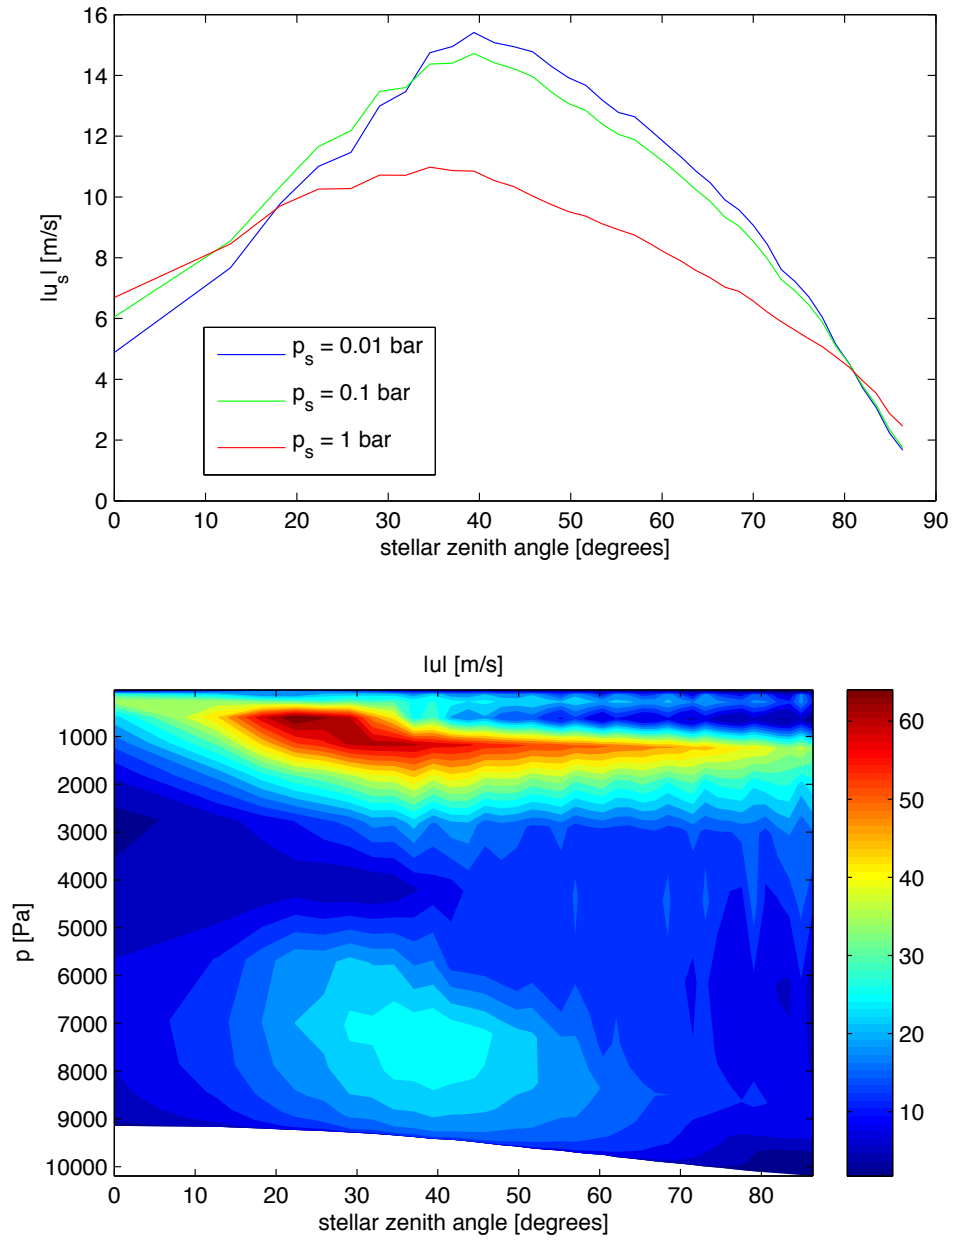 16
14
12
10
8
6
4
2
0
|u_s| [m/s]
p_s = 0.01 bar
p_s = 0.1 bar
p_s = 1 bar
0 10 20 30 40 50 60 70 80 90
stellar zenith angle [degrees]
|u| [m/s]
1000
2000
3000
4000
5000
6000
7000
8000
9000
10000
p [Pa]
0 10 20 30 40 50 60 70 80
stellar zenith angle [degrees]
60
50
40
30
20
10